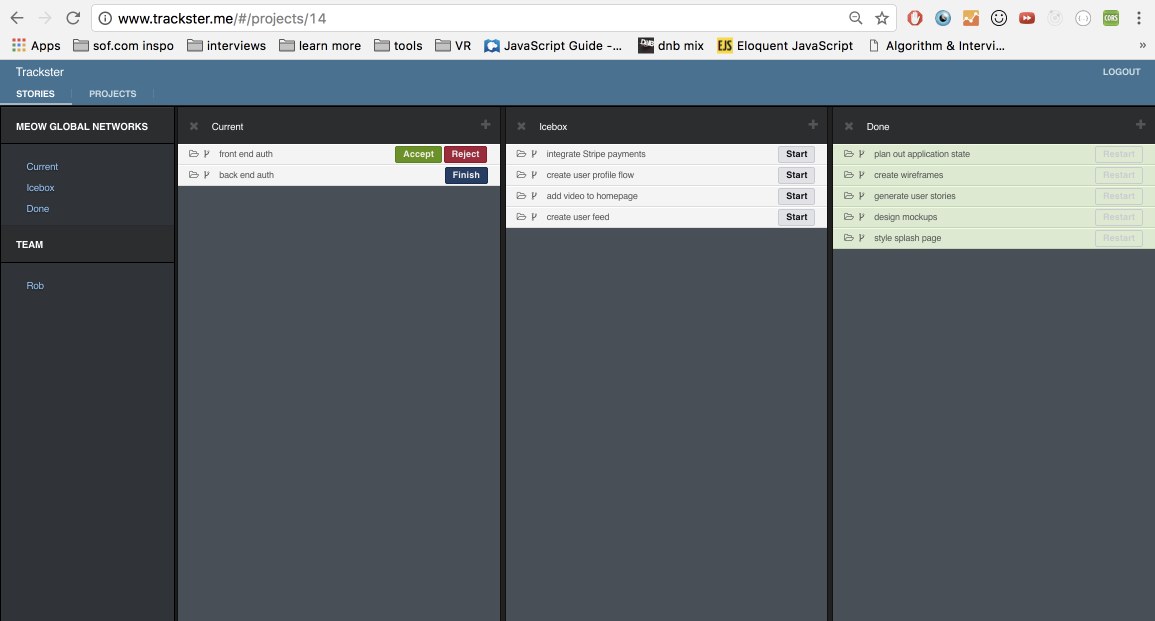 www.trackster.me/#/projects/14
Apps sof.com inspo interviews learn more tools VR JavaScript Guide -... dnb mix EJS Eloquent JavaScript Algorithm & Intervi... »
Trackster LOGOUT
STORIES PROJECTS
MEOW GLOBAL NETWORKS
Current
Icebox
Done
TEAM
Rob
Current
front end auth Accept Reject
back end auth Finish
Icebox
integrate Stripe payments Start
create user profile flow Start
add video to homepage Start
create user feed Start
Done
plan out application state Restart
create wireframes Restart
generate user stories Restart
design mockups Restart
style splash page Restart